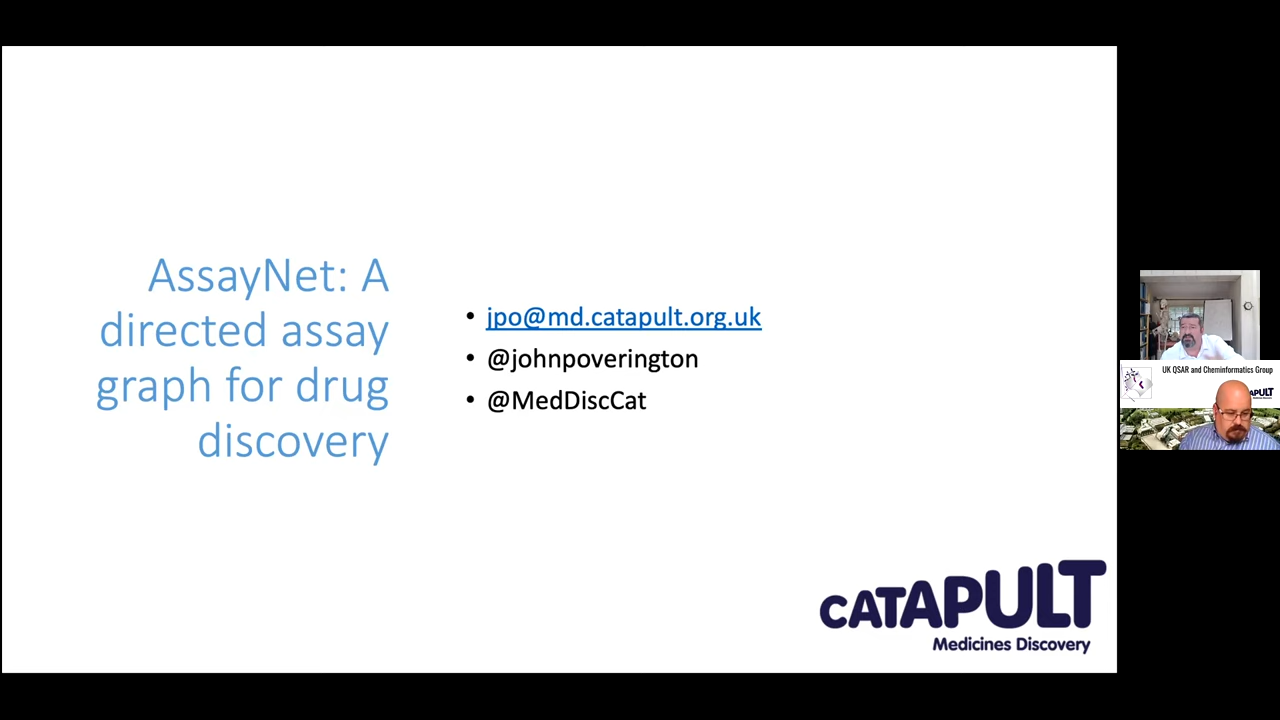 AssayNet: A
directed assay
graph for drug
discovery
• jpo@md.catapult.org.uk
• @johnpoverington
• @MedDiscCat
CATAPULT
Medicines Discovery
UK QSAR and Cheminformatics Group
APULT